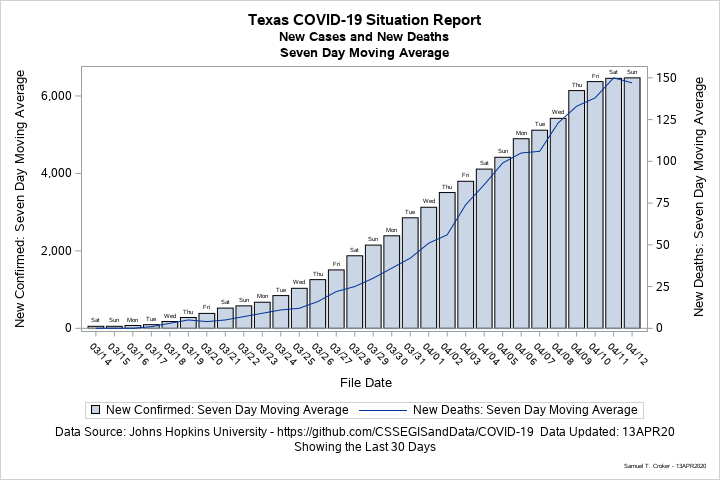 Texas COVID-19 Situation Report
New Cases and New Deaths
Seven Day Moving Average
New Confirmed: Seven Day Moving Average
6,000
4,000
2,000
0
Sat Sun Mon Tue Wed Thu Fri Sat Sun Mon Tue Wed Thu Fri Sat Sun Mon Tue Wed Thu Fri Sat Sun Mon Tue Wed Thu Fri Sat Sun
150
125
100
75
50
25
0
New Deaths: Seven Day Moving Average
03/14 03/15 03/16 03/17 03/18 03/19 03/20 03/21 03/22 03/23 03/24 03/25 03/26 03/27 03/28 03/29 03/30 03/31 04/01 04/02 04/03 04/04 04/05 04/06 04/07 04/08 04/09 04/10 04/11 04/12
File Date
New Confirmed: Seven Day Moving Average New Deaths: Seven Day Moving Average
Data Source: Johns Hopkins University - https://github.com/CSSEGISandData/COVID-19 Data Updated: 13APR20
Showing the Last 30 Days
Samuel T. Croker - 13APR2020